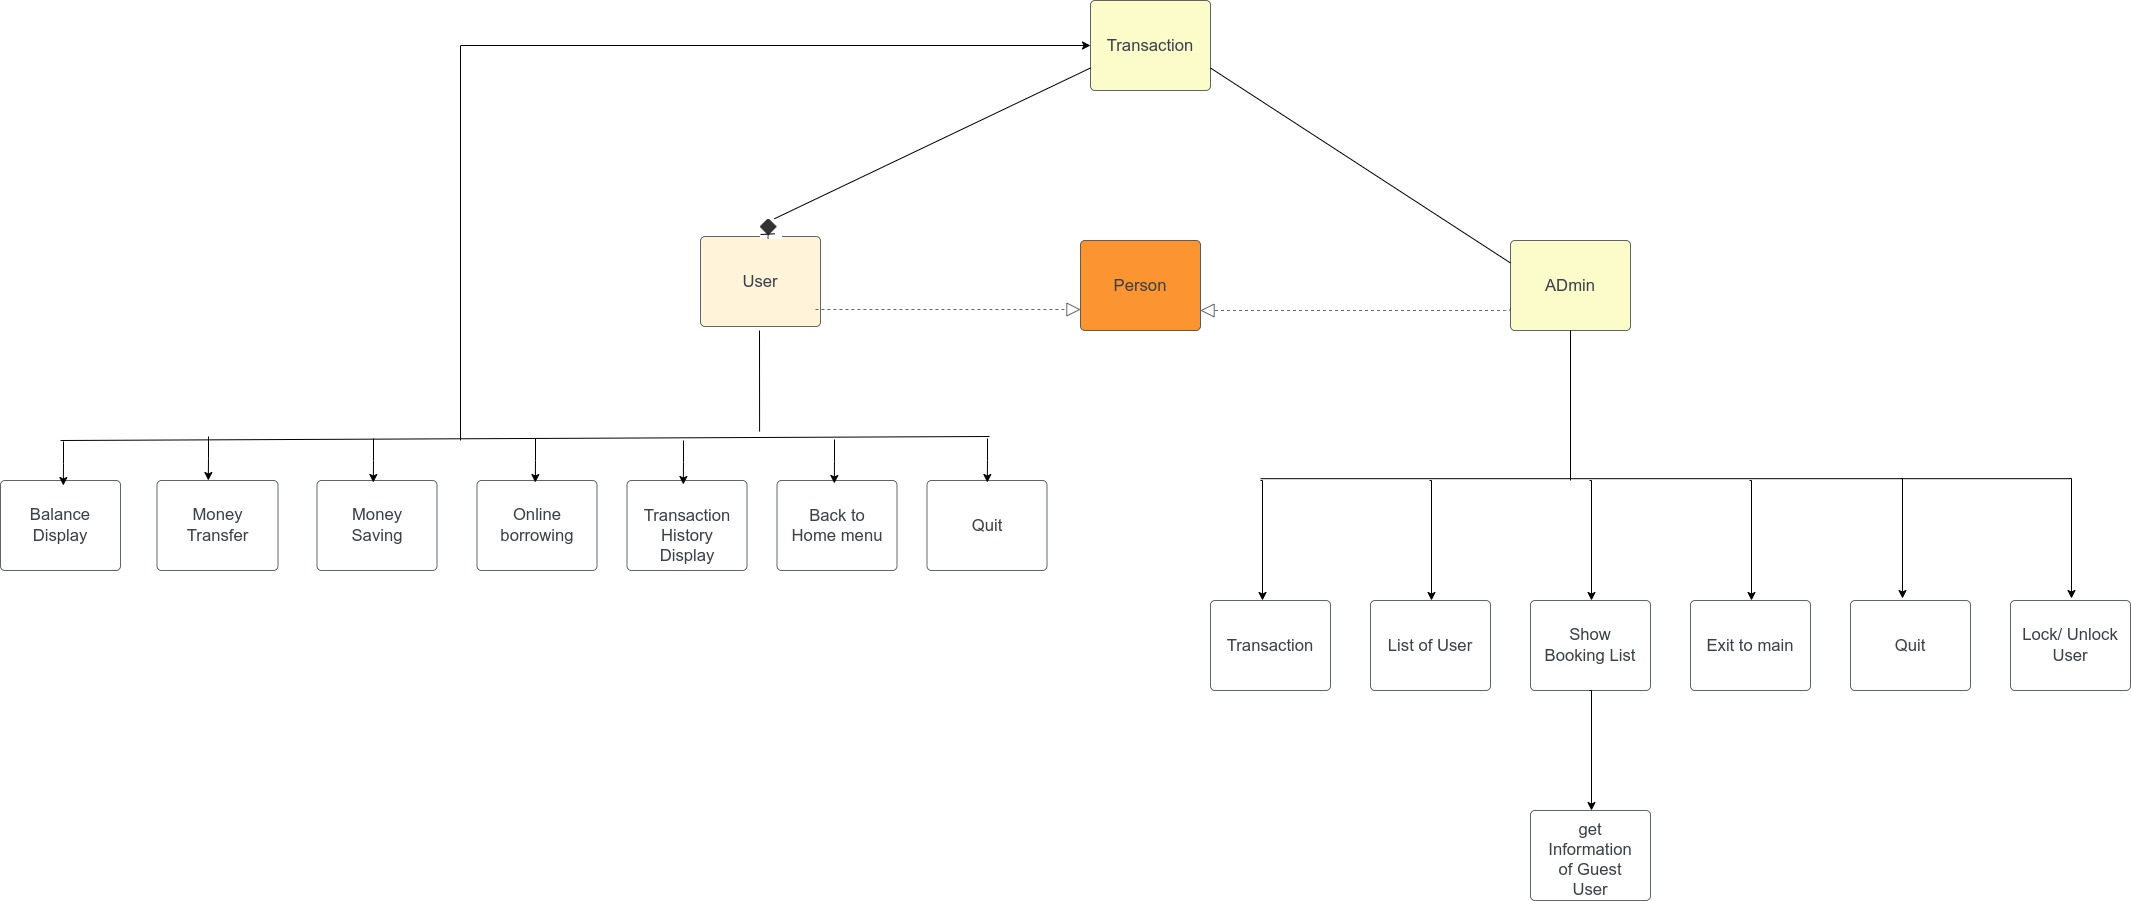 Transaction
User
Person
ADmin
Balance
Display
Money
Transfer
Money
Saving
Online
borrowing
Transaction
History
Display
Back to
Home menu
Quit
Transaction
List of User
Show
Booking List
Exit to main
Quit
Lock/ Unlock
User
get
Information
of Guest
User